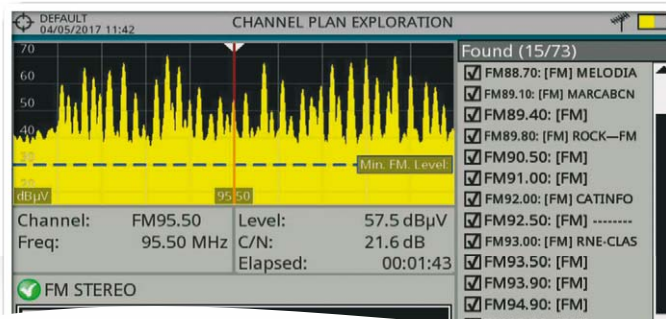 DEFAULT
04/05/2017 11:42
CHANNEL PLAN EXPLORATION
70
60
50
40
30
20
dBµV
95.50
Min. FM. Level:
Channel: FM95.50
Freq: 95.50 MHz
Level: 57.5 dBµV
C/N: 21.6 dB
Elapsed: 00:01:43
FM STEREO
Found (15/73)
FM88.70: [FM] MELODIA
FM89.10: [FM] MARCABCN
FM89.40: [FM]
FM89.80: [FM] ROCK—FM
FM90.50: [FM]
FM91.00: [FM]
FM92.00: [FM] CATINFO
FM92.50: [FM] --------
FM93.00: [FM] RNE-CLAS
FM93.50: [FM]
FM93.90: [FM]
FM94.90: [FM]